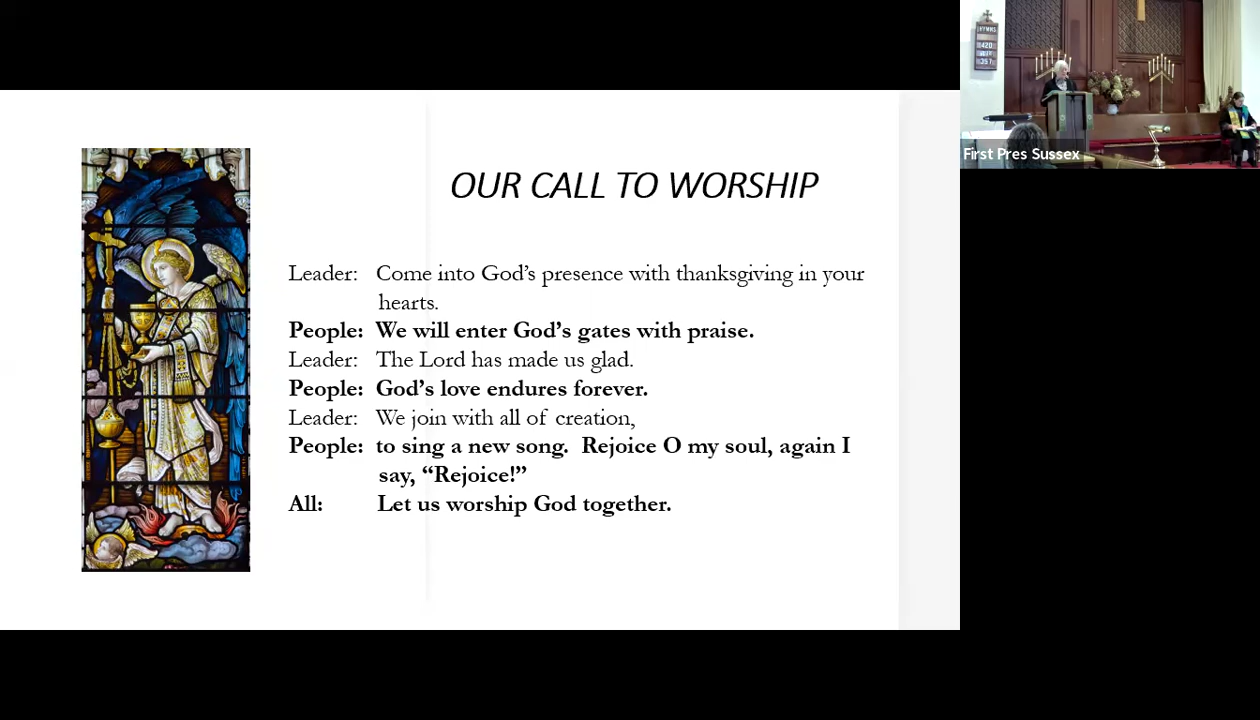 OUR CALL TO WORSHIP
Leader: Come into God's presence with thanksgiving in your
hearts.
People: We will enter God's gates with praise.
Leader: The Lord has made us glad.
People: God's love endures forever.
Leader: We join with all of creation,
People: to sing a new song. Rejoice O my soul, again I
say, “Rejoice!”
All: Let us worship God together.
HYMNS
420
357
First Pres Sussex